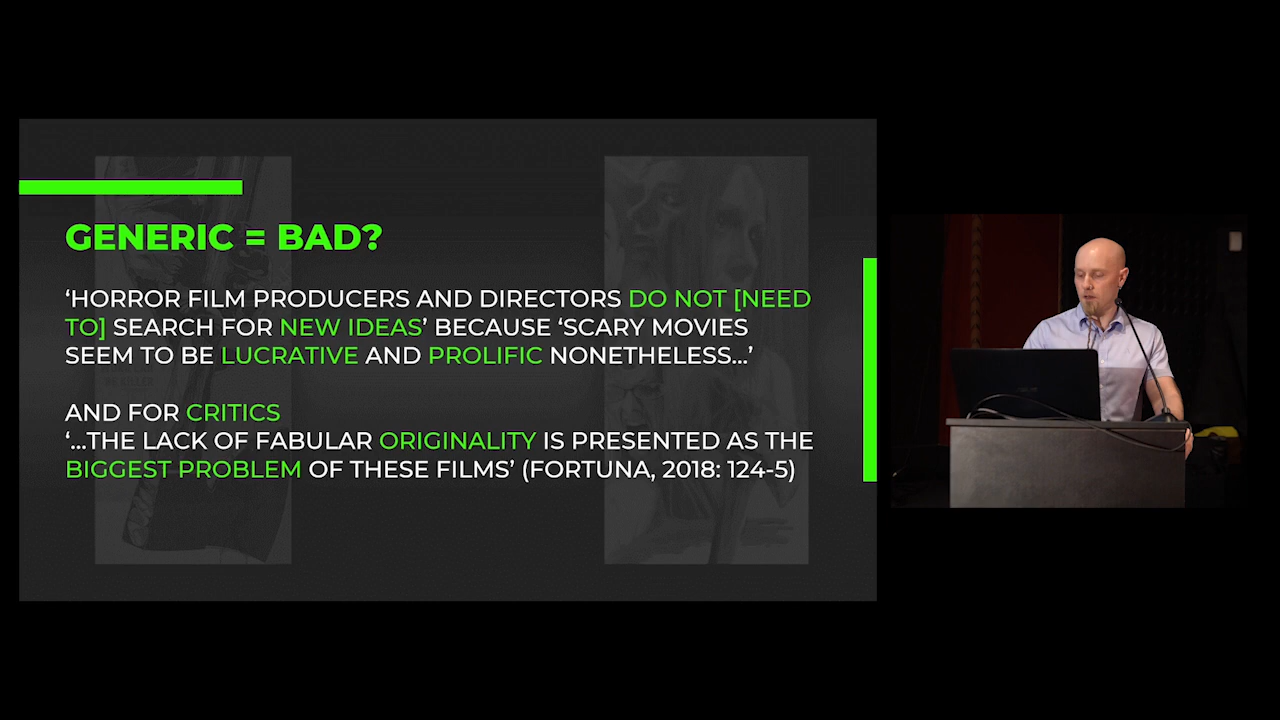 GENERIC = BAD?
‘HORROR FILM PRODUCERS AND DIRECTORS DO NOT [NEED
TO] SEARCH FOR NEW IDEAS’ BECAUSE ‘SCARY MOVIES
SEEM TO BE LUCRATIVE AND PROLIFIC NONETHELESS...’
AND FOR CRITICS
‘...THE LACK OF FABULAR ORIGINALITY IS PRESENTED AS THE
BIGGEST PROBLEM OF THESE FILMS’ (FORTUNA, 2018: 124-5)